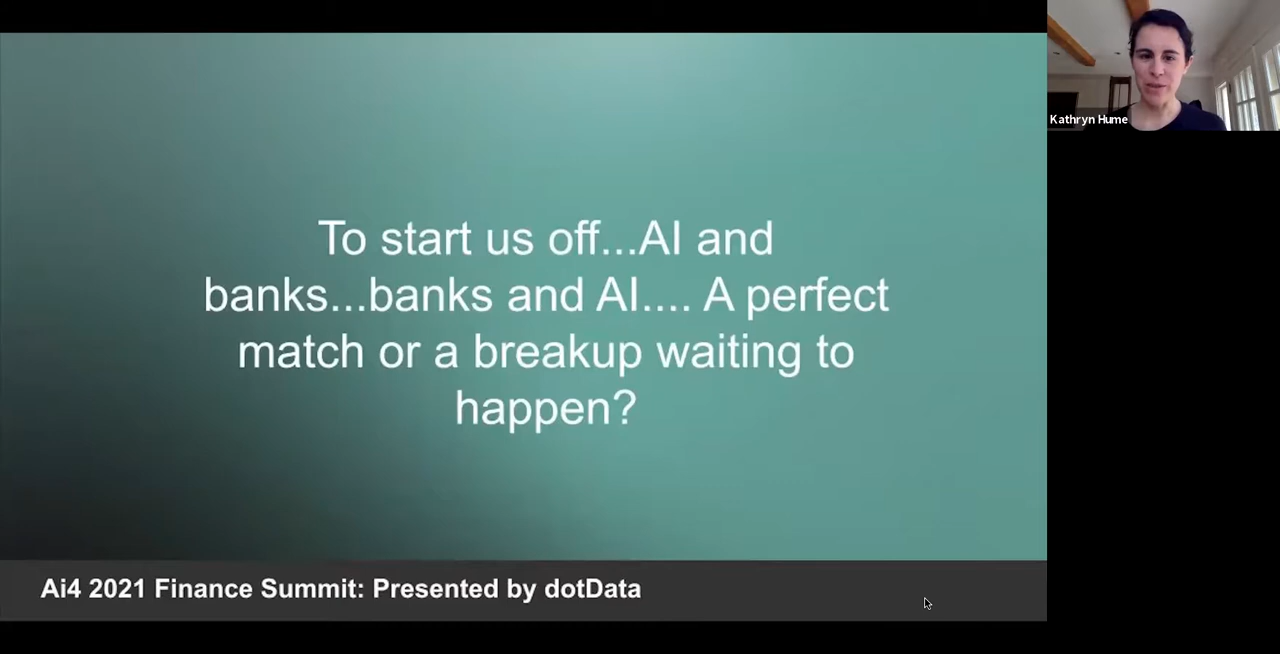 To start us off...AI and
banks...banks and AI.... A perfect
match or a breakup waiting to
happen?
Kathryn Hume
Ai4 2021 Finance Summit: Presented by dotData